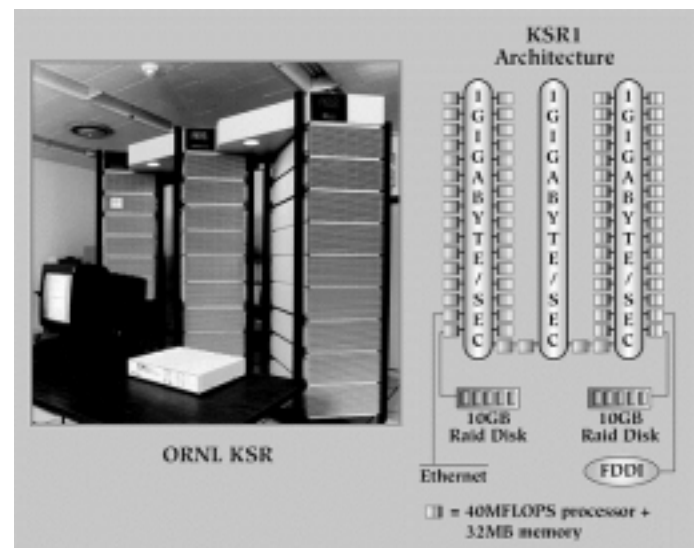 KSR1
Architecture
1 GIGABYTE/SEC
1 GIGABYTE/SEC
1 GIGABYTE/SEC
10GB
Raid Disk
10GB
Raid Disk
Ethernet
FDDI
= 40MFLOPS processor +
32MB memory
ORNL KSR